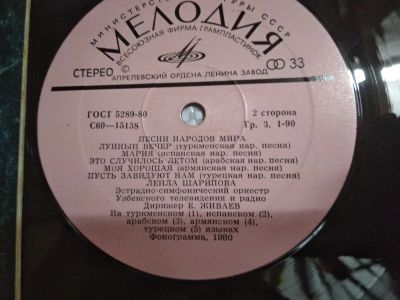 МИНИСТЕРСТВО КУЛЬТУРЫ СССР
МЕЛОДИЯ
ВСЕСОЮЗНАЯ ФИРМА ГРАМПЛАСТИНОК
СТЕРЕО 33
АПРЕЛЕВСКИЙ ОРДЕНА ЛЕНИНА ЗАВОД
ГОСТ 5289-80 2 сторона
С60—15138 Гр. 3. 1-90
ПЕСНИ НАРОДОВ МИРА
ЛУННЫЙ ВЕЧЕР (туркменская нар. песня)
МАРИЯ (испанская нар. песня)
ЭТО СЛУЧИЛОСЬ ЛЕТОМ (арабская нар. песня)
МОЯ ХОРОШАЯ (армянская нар. песня)
ПУСТЬ ЗАВИДУЮТ НАМ (турецкая нар. песня)
ЛЕЙЛА ШАРИПОВА
Эстрадно-симфонический оркестр
Узбекского телевидения и радио
Дирижер Е. ЖИВАЕВ
На туркменском (1), испанском (2),
арабском (3), армянском (4),
турецком (5) языках
Фонограмма, 1980